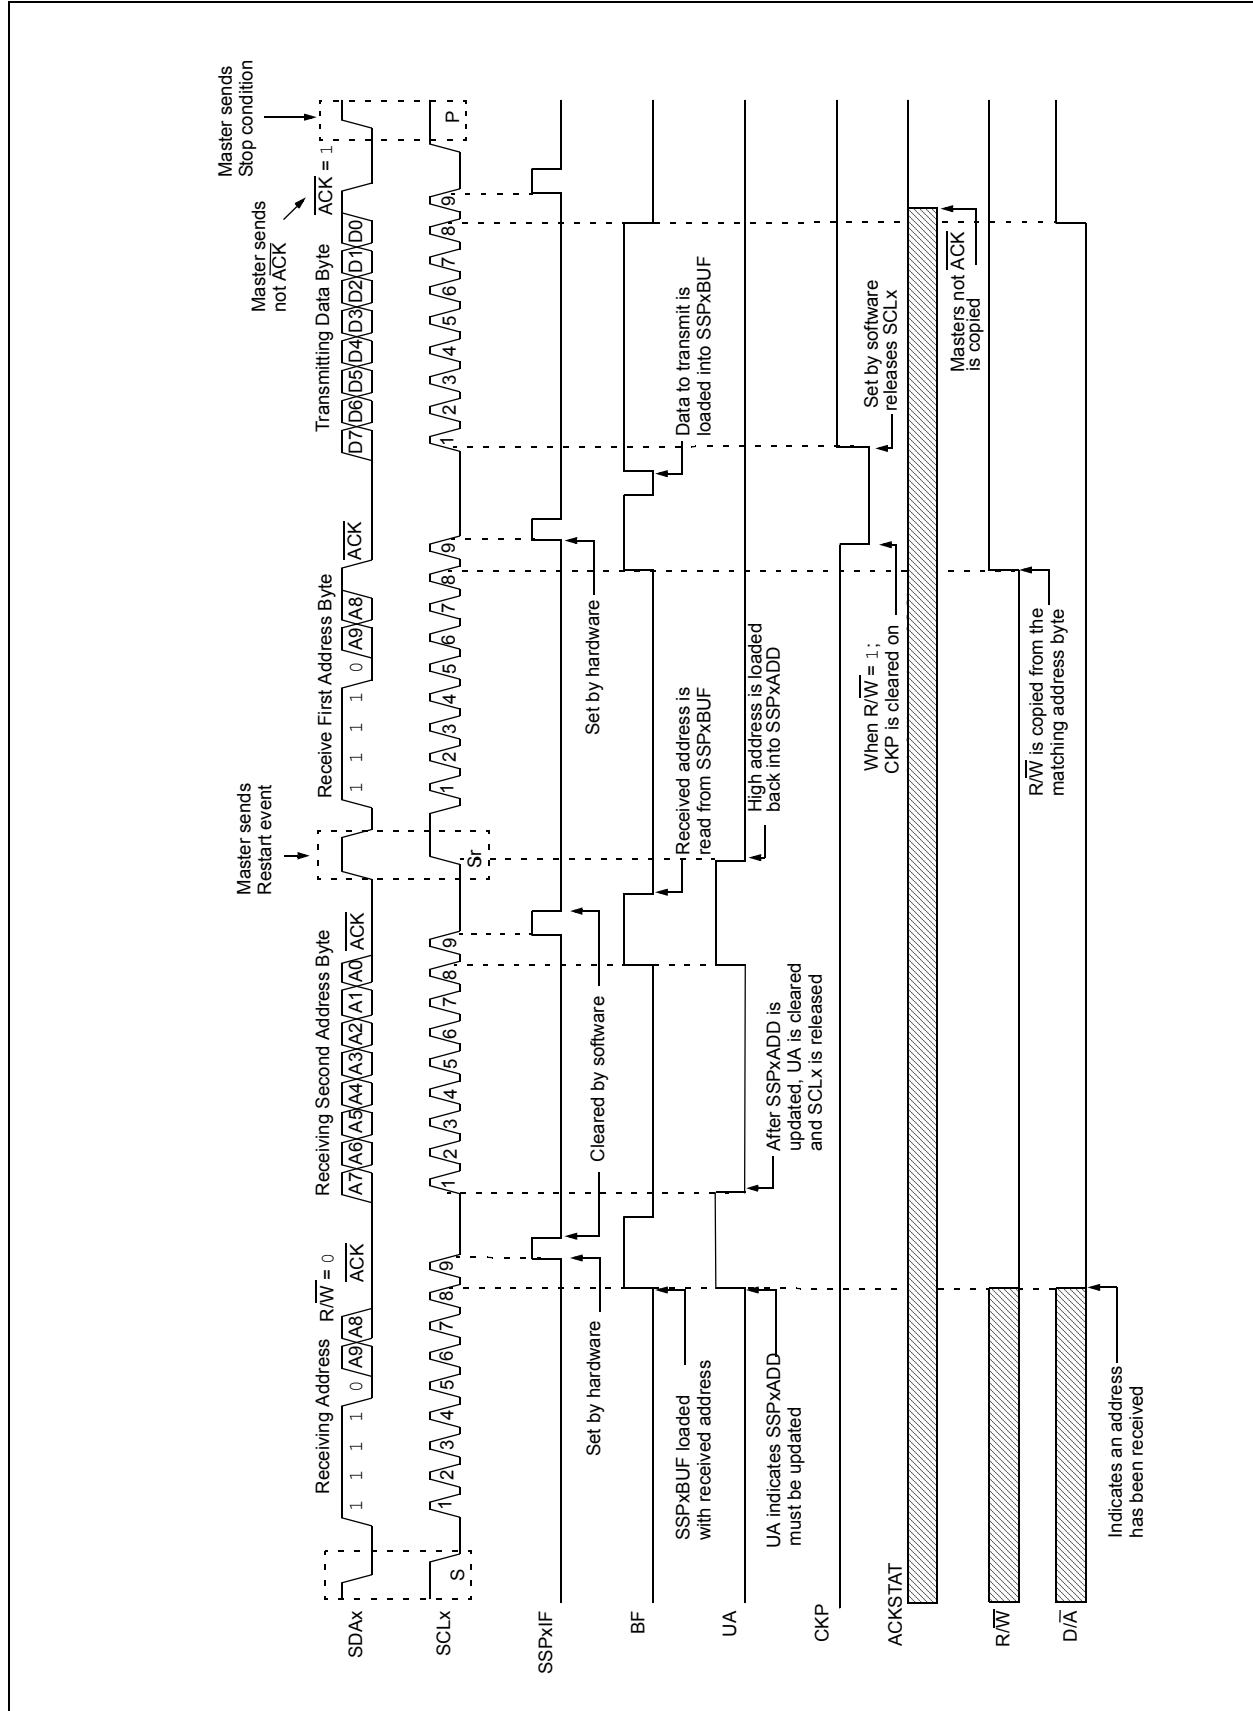 Master sends
Stop condition
Master sends
not A̅C̅K̅
Master sends
Restart event
Receiving Address R/W̅ = 0
Receiving Second Address Byte
Receive First Address Byte
Transmitting Data Byte
A̅C̅K̅ = 1
SDAx
1 1 1 1 0 A9 A8 A̅C̅K̅
A7 A6 A5 A4 A3 A2 A1 A0 A̅C̅K̅
1 1 1 1 0 A9 A8 A̅C̅K̅
D7 D6 D5 D4 D3 D2 D1 D0
SCLx
S
1 2 3 4 5 6 7 8 9
1 2 3 4 5 6 7 8 9
Sr
1 2 3 4 5 6 7 8 9
1 2 3 4 5 6 7 8 9
P
SSPxIF
Set by hardware
Cleared by software
Set by hardware
BF
SSPxBUF loaded
with received address
Received address is
read from SSPxBUF
Data to transmit is
loaded into SSPxBUF
UA
UA indicates SSPxADD
must be updated
After SSPxADD is
updated, UA is cleared
and SCLx is released
High address is loaded
back into SSPxADD
CKP
When R/W̅ = 1;
CKP is cleared on
Set by software
releases SCLx
ACKSTAT
Masters not A̅C̅K̅
is copied
R/W̅
R/W̅ is copied from the
matching address byte
D/A̅
Indicates an address
has been received